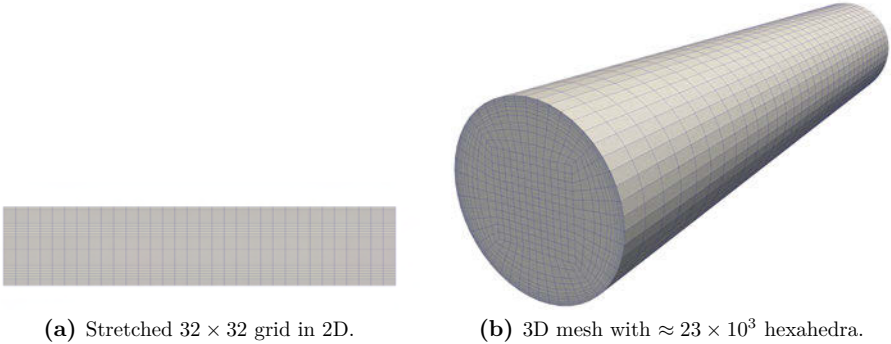 (a) Stretched 32 × 32 grid in 2D.
(b) 3D mesh with ≈ 23 × 10³ hexahedra.